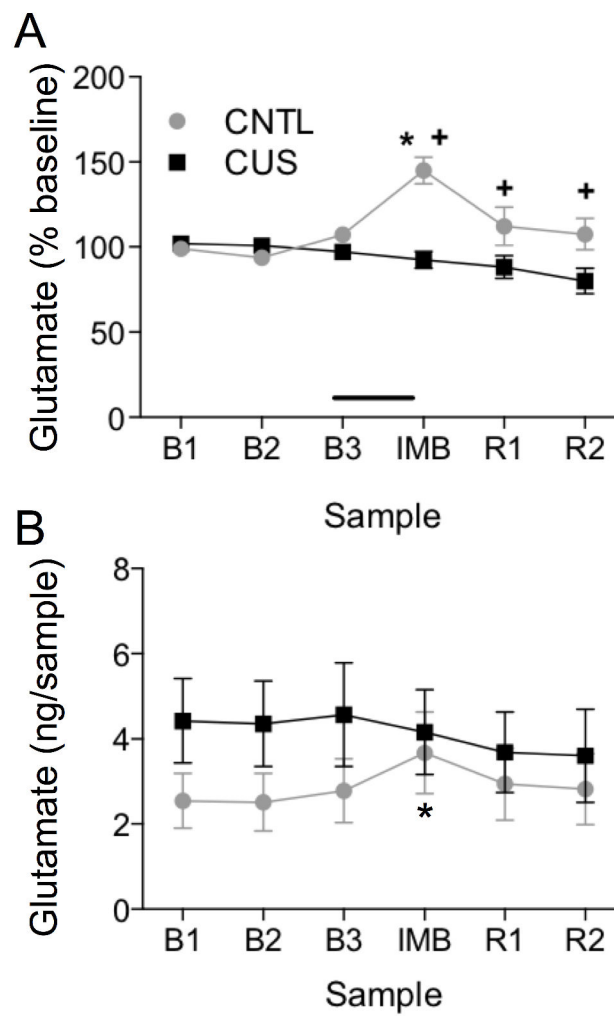 A
Glutamate (% baseline)
200
150
100
50
0
CNTL
CUS
* +
+
+
B1 B2 B3 IMB R1 R2
Sample
B
Glutamate (ng/sample)
8
6
4
2
0
*
B1 B2 B3 IMB R1 R2
Sample